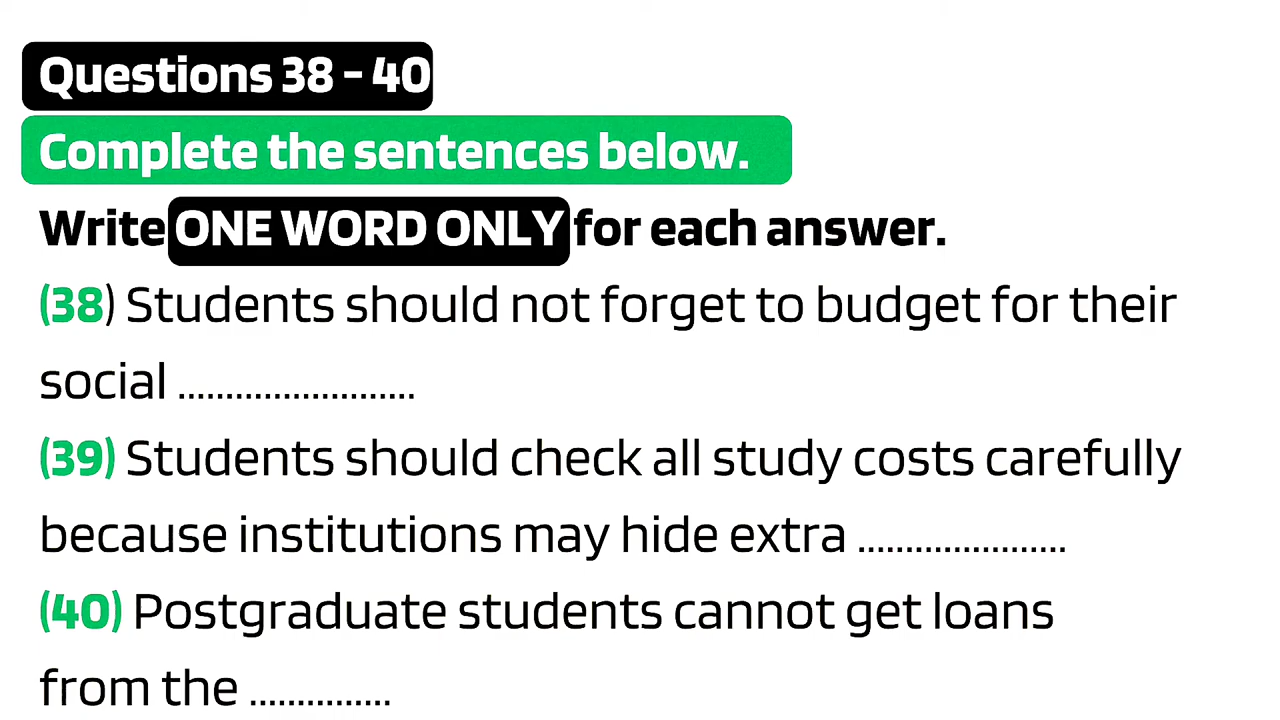 Questions 38 - 40
Complete the sentences below.
Write ONE WORD ONLY for each answer.
(38) Students should not forget to budget for their
social ........................
(39) Students should check all study costs carefully
because institutions may hide extra ......................
(40) Postgraduate students cannot get loans
from the ...............